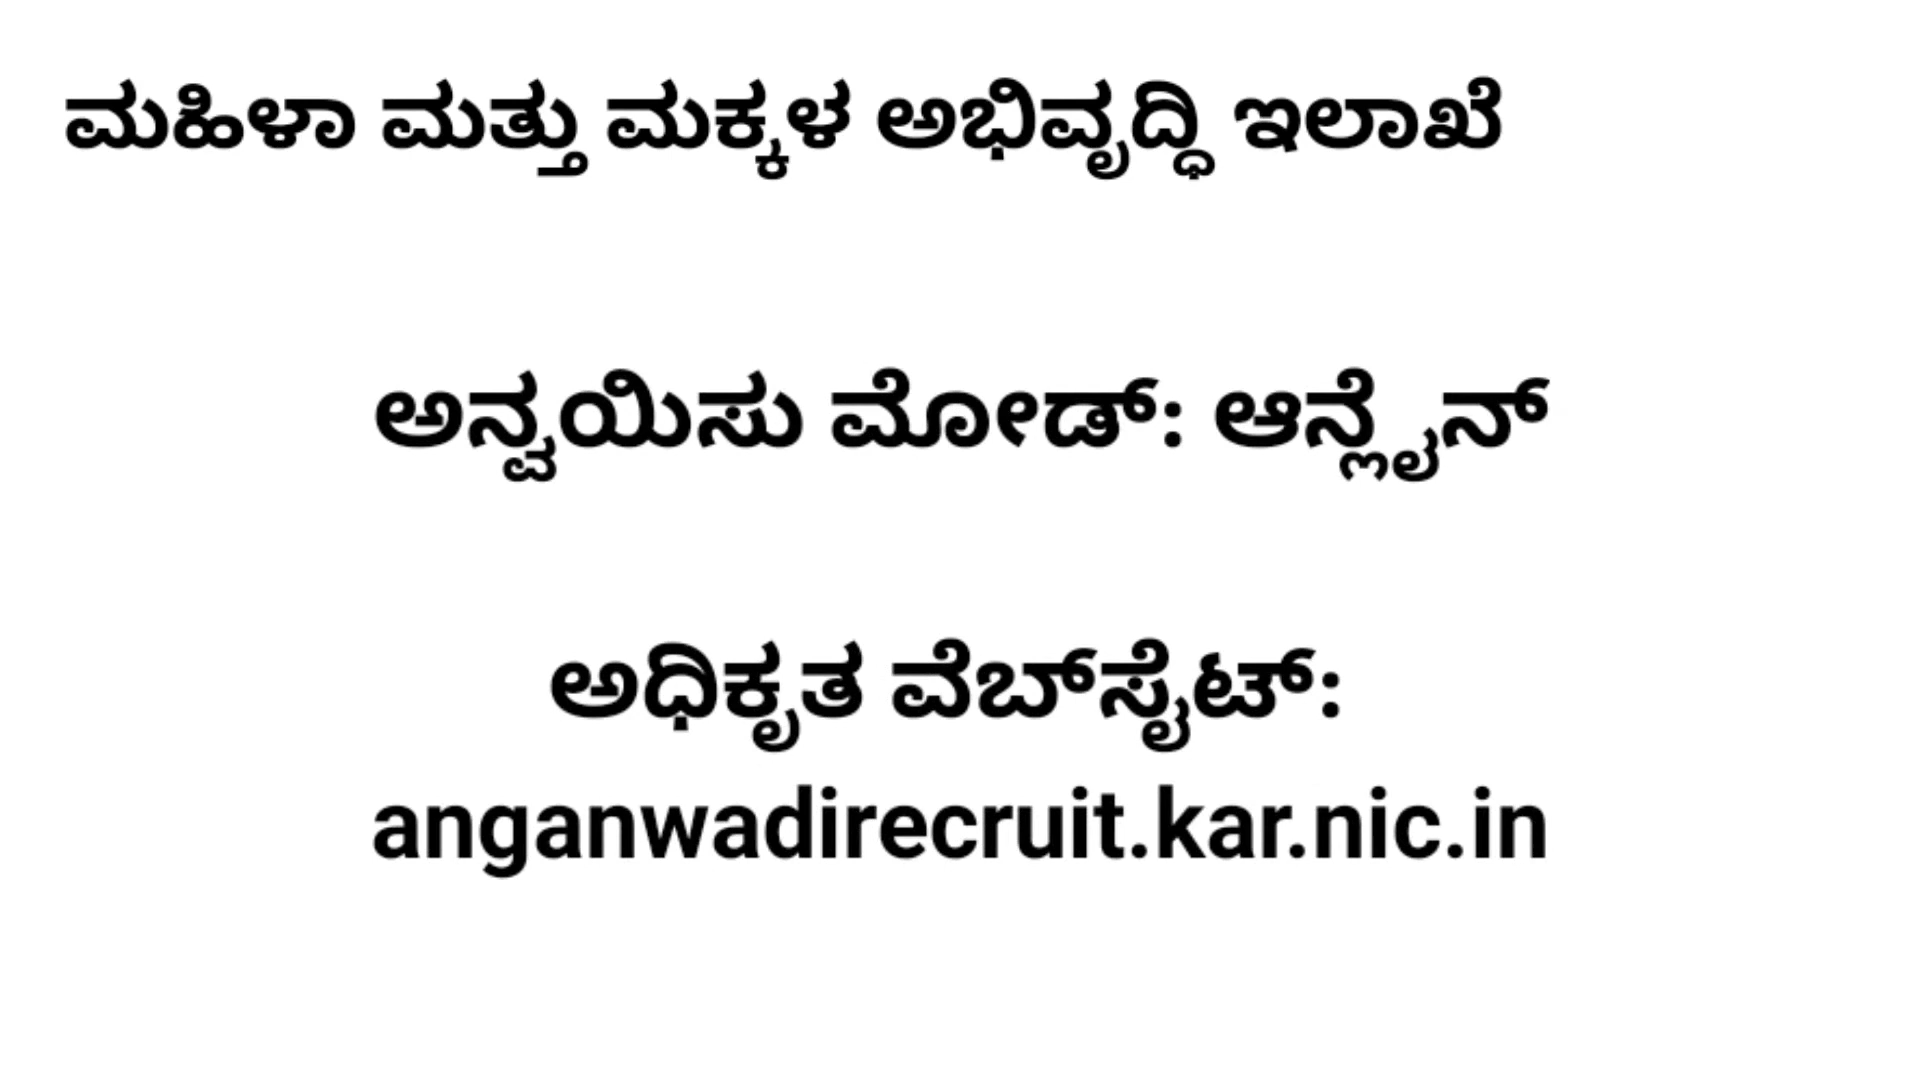 ಮಹಿಳಾ ಮತ್ತು ಮಕ್ಕಳ ಅಭಿವೃದ್ಧಿ ಇಲಾಖೆ
ಅನ್ವಯಿಸು ಮೋಡ್: ಆನ್ಲೈನ್
ಅಧಿಕೃತ ವೆಬ್‌ಸೈಟ್:
anganwadirecruit.kar.nic.in